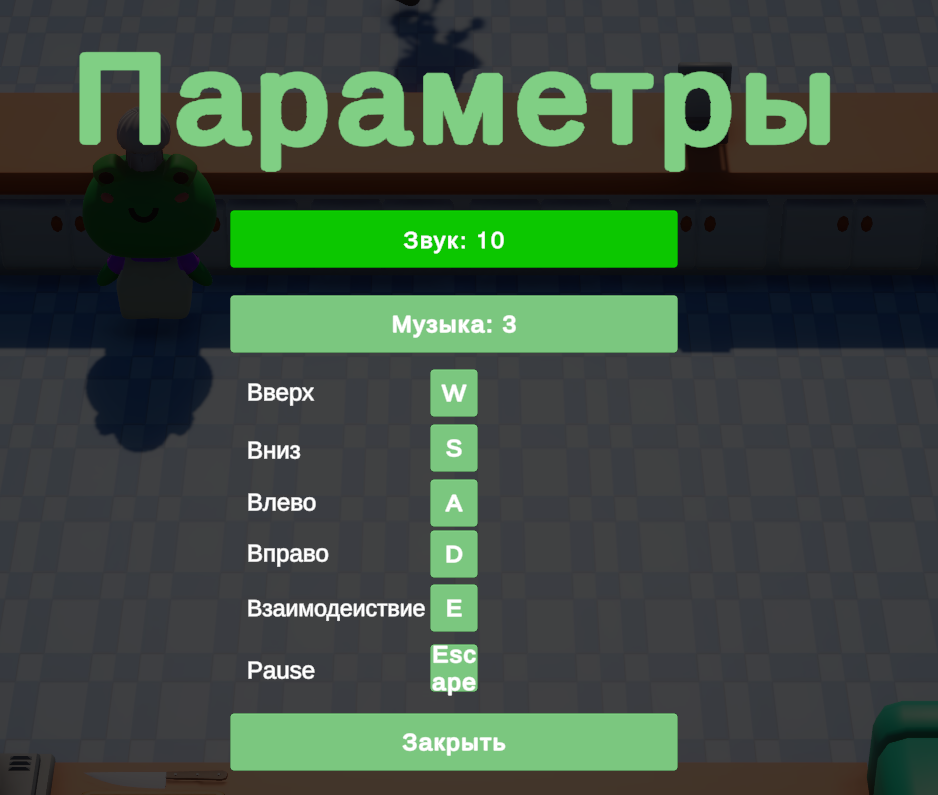 Параметры
Звук: 10
Музыка: 3
Вверх W
Вниз S
Влево A
Вправо D
Взаимодеиствие E
Pause Esc
ape
Закрыть